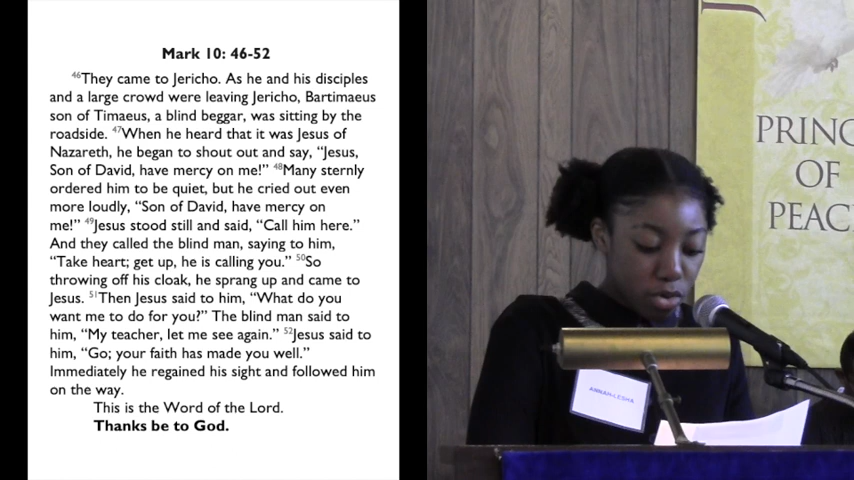 Mark 10: 46-52
⁴⁶They came to Jericho. As he and his disciples
and a large crowd were leaving Jericho, Bartimaeus
son of Timaeus, a blind beggar, was sitting by the
roadside. ⁴⁷When he heard that it was Jesus of
Nazareth, he began to shout out and say, “Jesus,
Son of David, have mercy on me!” ⁴⁸Many sternly
ordered him to be quiet, but he cried out even
more loudly, “Son of David, have mercy on
me!” ⁴⁹Jesus stood still and said, “Call him here.”
And they called the blind man, saying to him,
“Take heart; get up, he is calling you.” ⁵⁰So
throwing off his cloak, he sprang up and came to
Jesus. ⁵¹Then Jesus said to him, “What do you
want me to do for you?” The blind man said to
him, “My teacher, let me see again.” ⁵²Jesus said to
him, “Go; your faith has made you well.”
Immediately he regained his sight and followed him
on the way.
This is the Word of the Lord.
Thanks be to God.
PRINC
OF
PEAC
ANNAH-LESHA